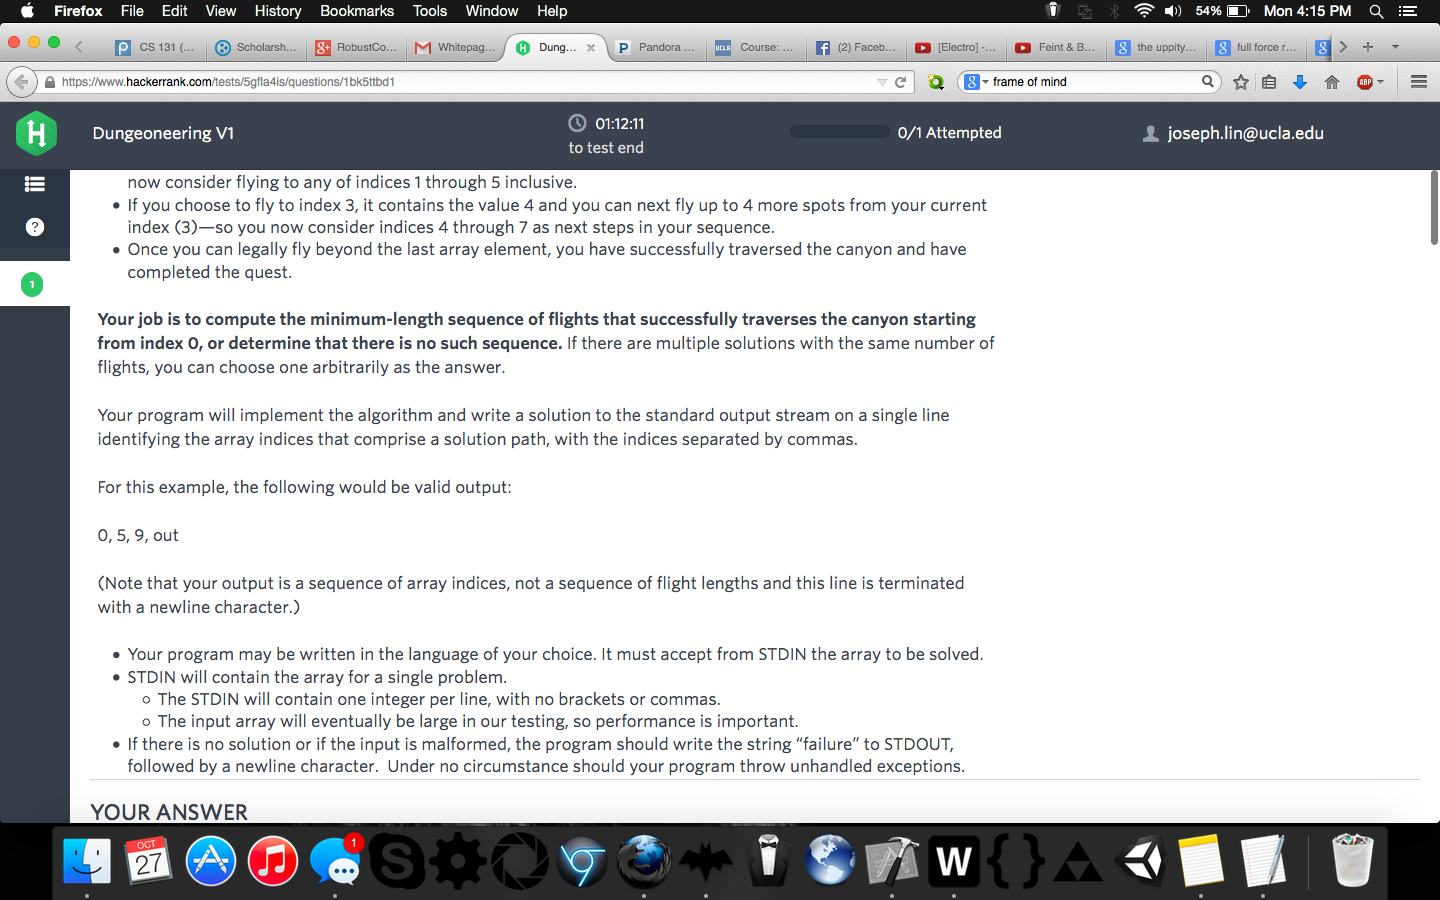 Firefox File Edit View History Bookmarks Tools Window Help 54% Mon 4:15 PM
CS 131 (... Scholarsh... RobustCo... Whitepag... Dung... Pandora ... Course: ... (2) Faceb... [Electro] -... Feint & B... the uppity... full force r...
https://www.hackerrank.com/tests/5gfla4is/questions/1bk5ttbd1 frame of mind ABP
Dungeoneering V1 01:12:11 0/1 Attempted joseph.lin@ucla.edu
to test end
now consider flying to any of indices 1 through 5 inclusive.
• If you choose to fly to index 3, it contains the value 4 and you can next fly up to 4 more spots from your current
index (3)—so you now consider indices 4 through 7 as next steps in your sequence.
• Once you can legally fly beyond the last array element, you have successfully traversed the canyon and have
completed the quest.
1
Your job is to compute the minimum-length sequence of flights that successfully traverses the canyon starting
from index 0, or determine that there is no such sequence. If there are multiple solutions with the same number of
flights, you can choose one arbitrarily as the answer.
Your program will implement the algorithm and write a solution to the standard output stream on a single line
identifying the array indices that comprise a solution path, with the indices separated by commas.
For this example, the following would be valid output:
0, 5, 9, out
(Note that your output is a sequence of array indices, not a sequence of flight lengths and this line is terminated
with a newline character.)
• Your program may be written in the language of your choice. It must accept from STDIN the array to be solved.
• STDIN will contain the array for a single problem.
○ The STDIN will contain one integer per line, with no brackets or commas.
○ The input array will eventually be large in our testing, so performance is important.
• If there is no solution or if the input is malformed, the program should write the string “failure” to STDOUT,
followed by a newline character. Under no circumstance should your program throw unhandled exceptions.
YOUR ANSWER
OCT
27
1
W